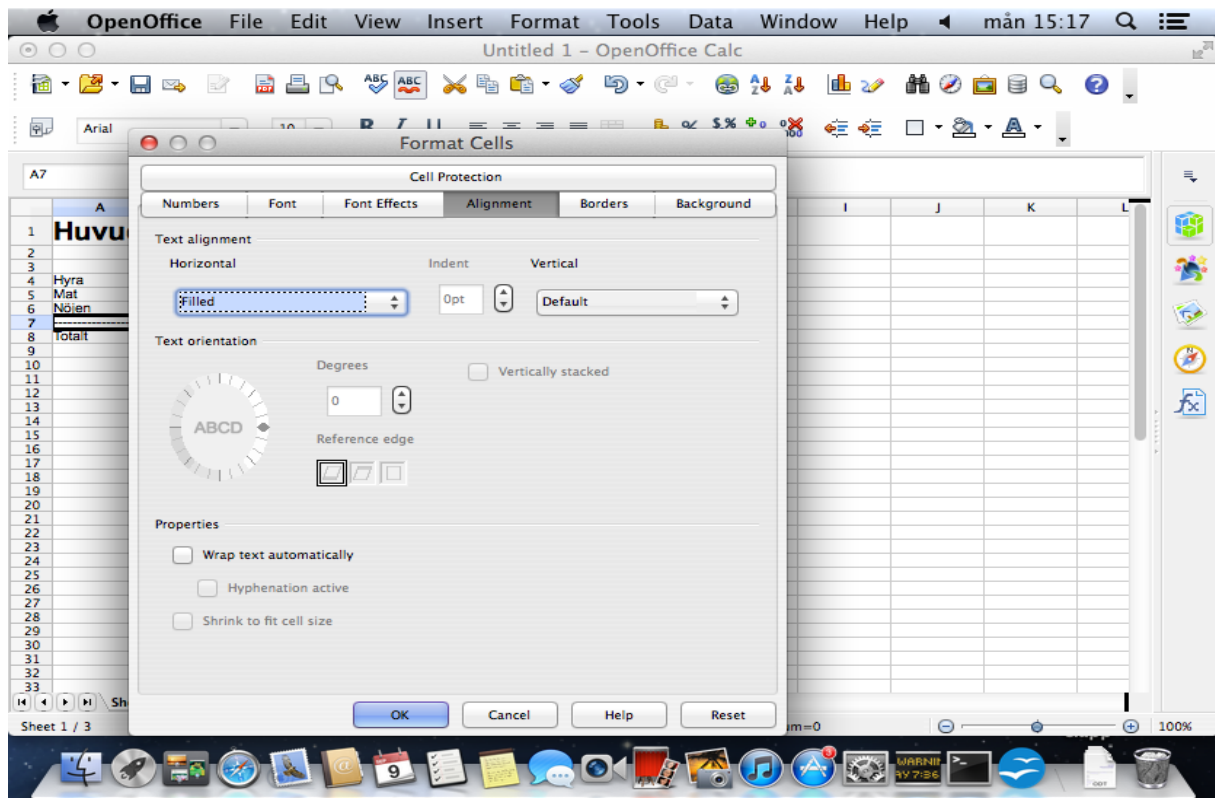 OpenOffice File Edit View Insert Format Tools Data Window Help mån 15:17
Untitled 1 – OpenOffice Calc
Arial 10
Format Cells
A7
Cell Protection
Numbers Font Font Effects Alignment Borders Background
A I J K L
1
2
3
4 Hyra
5 Mat
6 Nöjen
7
8 Totalt
9
10
11
12
13
14
15
16
17
18
19
20
21
22
23
24
25
26
27
28
29
30
31
32
33
Text alignment
Horizontal Indent Vertical
Filled 0pt Default
Text orientation
Degrees
Vertically stacked
0
ABCD
Reference edge
Properties
Wrap text automatically
Hyphenation active
Shrink to fit cell size
OK Cancel Help Reset
Sheet 1 / 3 100%
9 3